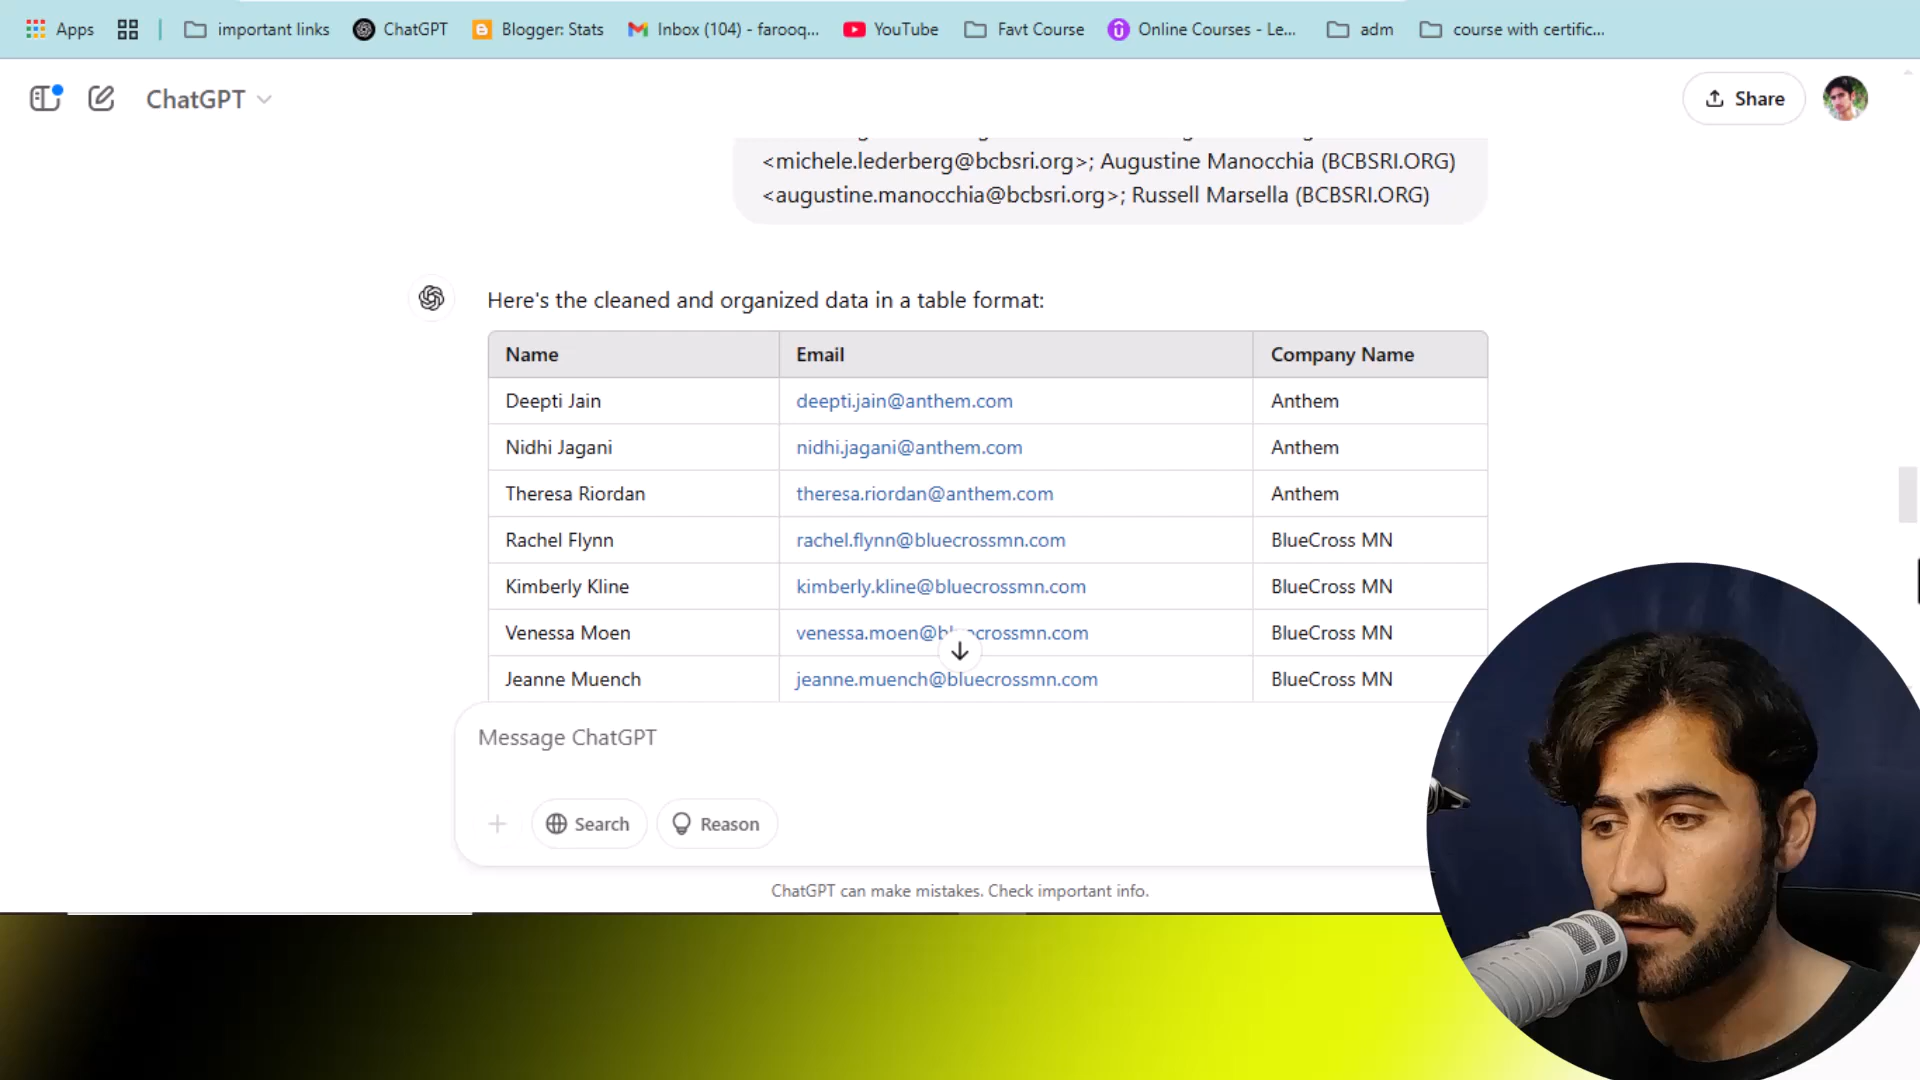 Apps
important links
ChatGPT
Blogger: Stats
Inbox (104) - farooq...
YouTube
Favt Course
Online Courses - Le...
adm
course with certific...
ChatGPT
Share
<michele.lederberg@bcbsri.org>; Augustine Manocchia (BCBSRI.ORG)
<augustine.manocchia@bcbsri.org>; Russell Marsella (BCBSRI.ORG)
Here's the cleaned and organized data in a table format:
Name Email Company Name
Deepti Jain deepti.jain@anthem.com Anthem
Nidhi Jagani nidhi.jagani@anthem.com Anthem
Theresa Riordan theresa.riordan@anthem.com Anthem
Rachel Flynn rachel.flynn@bluecrossmn.com BlueCross MN
Kimberly Kline kimberly.kline@bluecrossmn.com BlueCross MN
Venessa Moen venessa.moen@bluecrossmn.com BlueCross MN
Jeanne Muench jeanne.muench@bluecrossmn.com BlueCross MN
Message ChatGPT
Search
Reason
ChatGPT can make mistakes. Check important info.